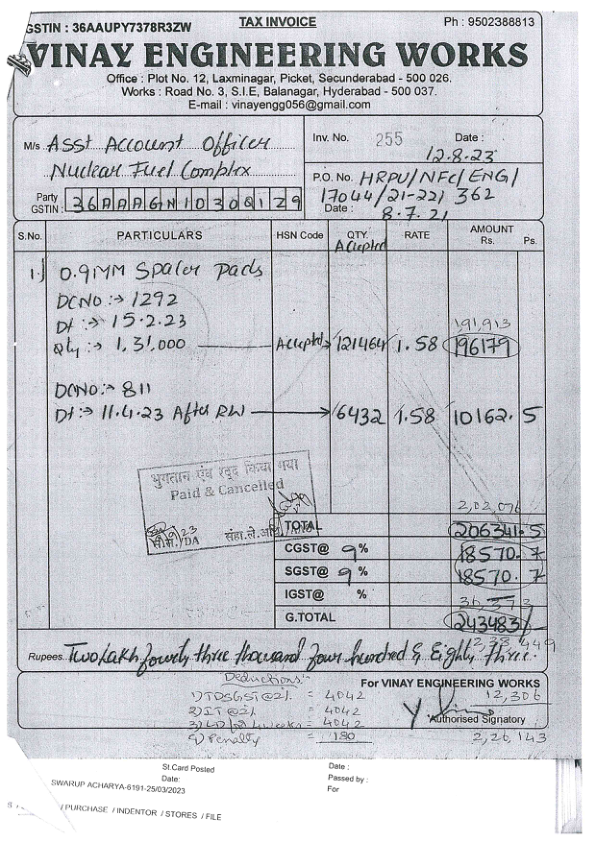 GSTIN : 36AAUPY7378R3ZW
TAX INVOICE
Ph : 9502388813
VINAY ENGINEERING WORKS
Office : Plot No. 12, Laxminagar, Picket, Secunderabad - 500 026.
Works : Road No. 3, S.I.E, Balanagar, Hyderabad - 500 037.
E-mail : vinayengg056@gmail.com
M/s Asst Account Officer
Nuclear Fuel Complex
Party GSTIN : 36AAAGN1030Q1Z9
Inv. No. 255 Date : 12.8.23
P.O. No. HRPU/NFC/ENG/
17044/21-22/ 362
Date : 8.7.21
S.No. PARTICULARS HSN Code QTY. Accepted RATE AMOUNT Rs. Ps.
1) 0.9MM Spacer Pads
DCNO :-> 1292
Dt :-> 15.2.23
191,913
Qty :-> 1,31,000 Accepted 121464 1.58 196179
DCNO :-> 811
Dt :-> 11.4.23 After RW 6432 1.58 10162. 5
भुगतान एंव रद्द किया गया
Paid & Cancelled
स.ले.अधि
/DA
2,02,076
TOTAL 206341. 5
CGST@ 9 % 18570. 7
SGST@ 9 % 18570. 7
IGST@ %
36,373
G.TOTAL 243483
2,38,449
Rupees Two Lakh fourty three thousand four hundred & Eighty three.
Deductions:-
For VINAY ENGINEERING WORKS
1) TDSGST@2% = 4042
12,306
2) IT @2% = 4042
3) LD for 4 weeks = 4042
Authorised Signatory
Penalty = 180
2,26,143
St.Card Posted
Date:
Date :
Passed by :
For
SWARUP ACHARYA-6191-25/03/2023
/ PURCHASE / INDENTOR / STORES / FILE